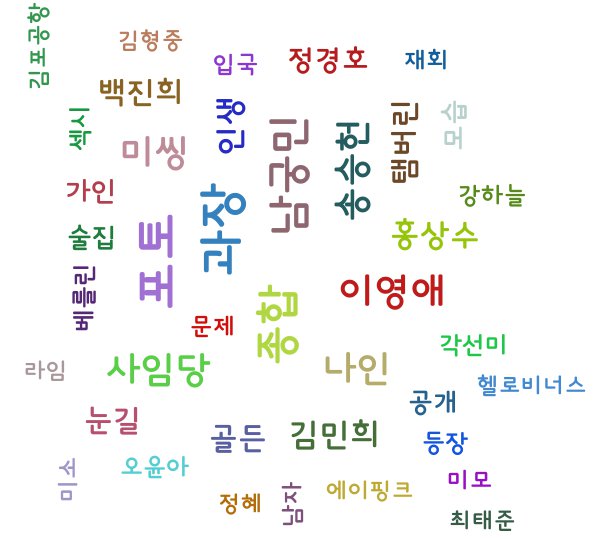 김포공항
김형중
입국
정경호
재회
백진희
섹시
인생
미씽
남궁민
송승헌
탬버린
모습
가인
과장
강하늘
술집
포토
홍상수
베를린
종합
이영애
문제
각선미
라임
사임당
나인
헬로비너스
공개
눈길
골든
김민희
등장
미소
오윤아
정혜
남자
에이핑크
미모
최태준